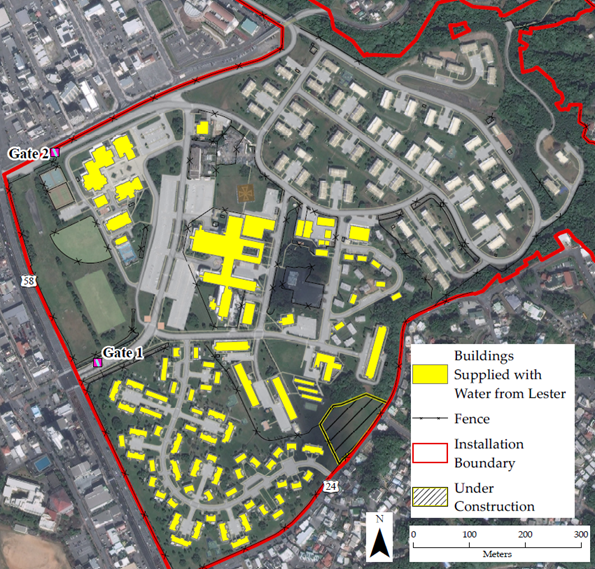 Gate 2
58
Gate 1
24
Buildings
Supplied with
Water from Lester
Fence
Installation
Boundary
Under
Construction
N
0 100 200 300
Meters